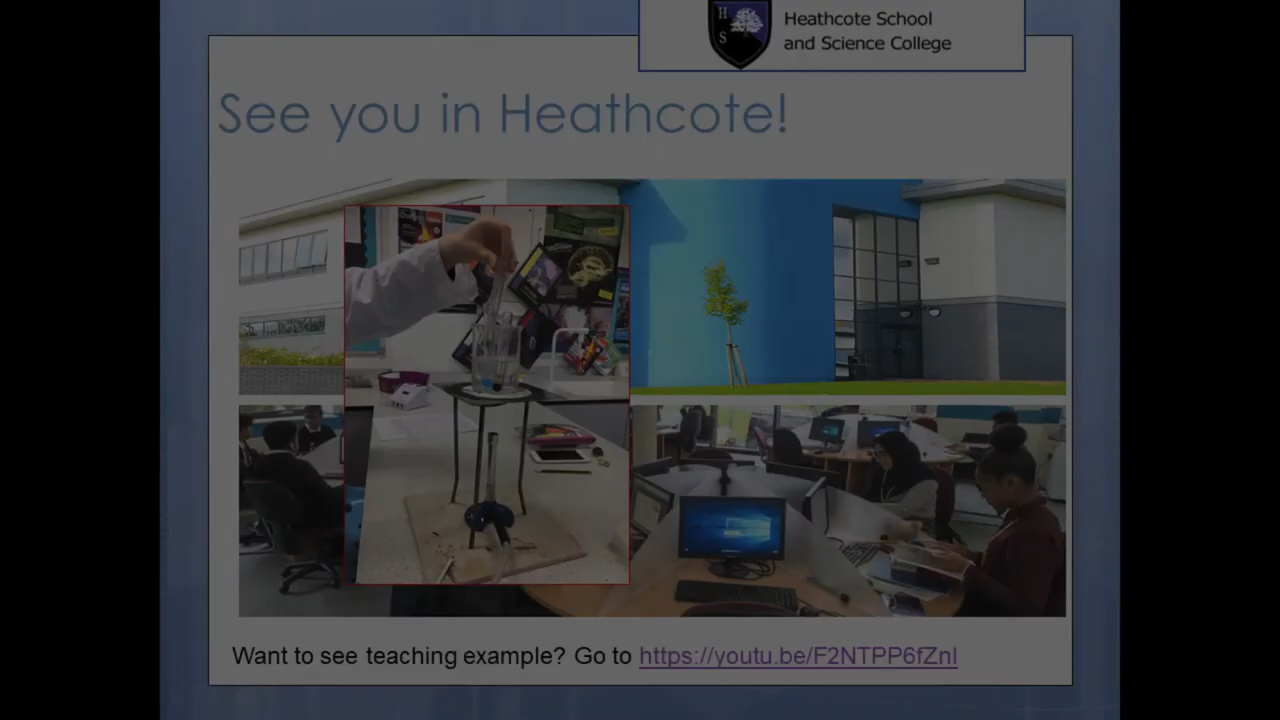 H
S
Heathcote School
and Science College
See you in Heathcote!
Want to see teaching example? Go to https://youtu.be/F2NTPP6fZnI